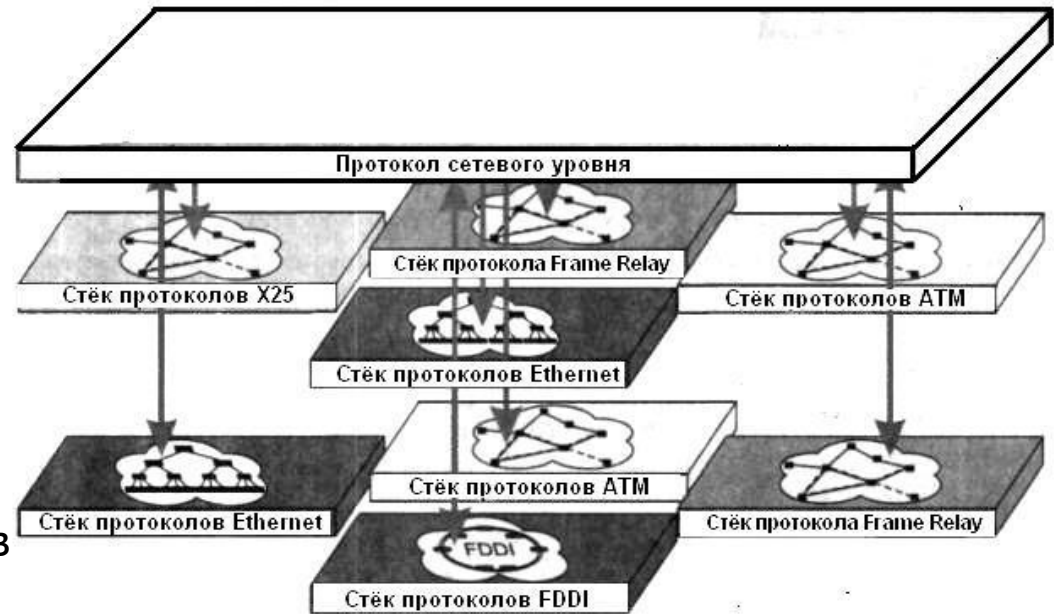 Протокол сетевого уровня
Стёк протоколов X25
Стёк протокола Frame Relay
Стёк протоколов ATM
Стёк протоколов Ethernet
Стёк протоколов ATM
Стёк протоколов Ethernet
Стёк протокола Frame Relay
в
FDDI
Стёк протоколов FDDI